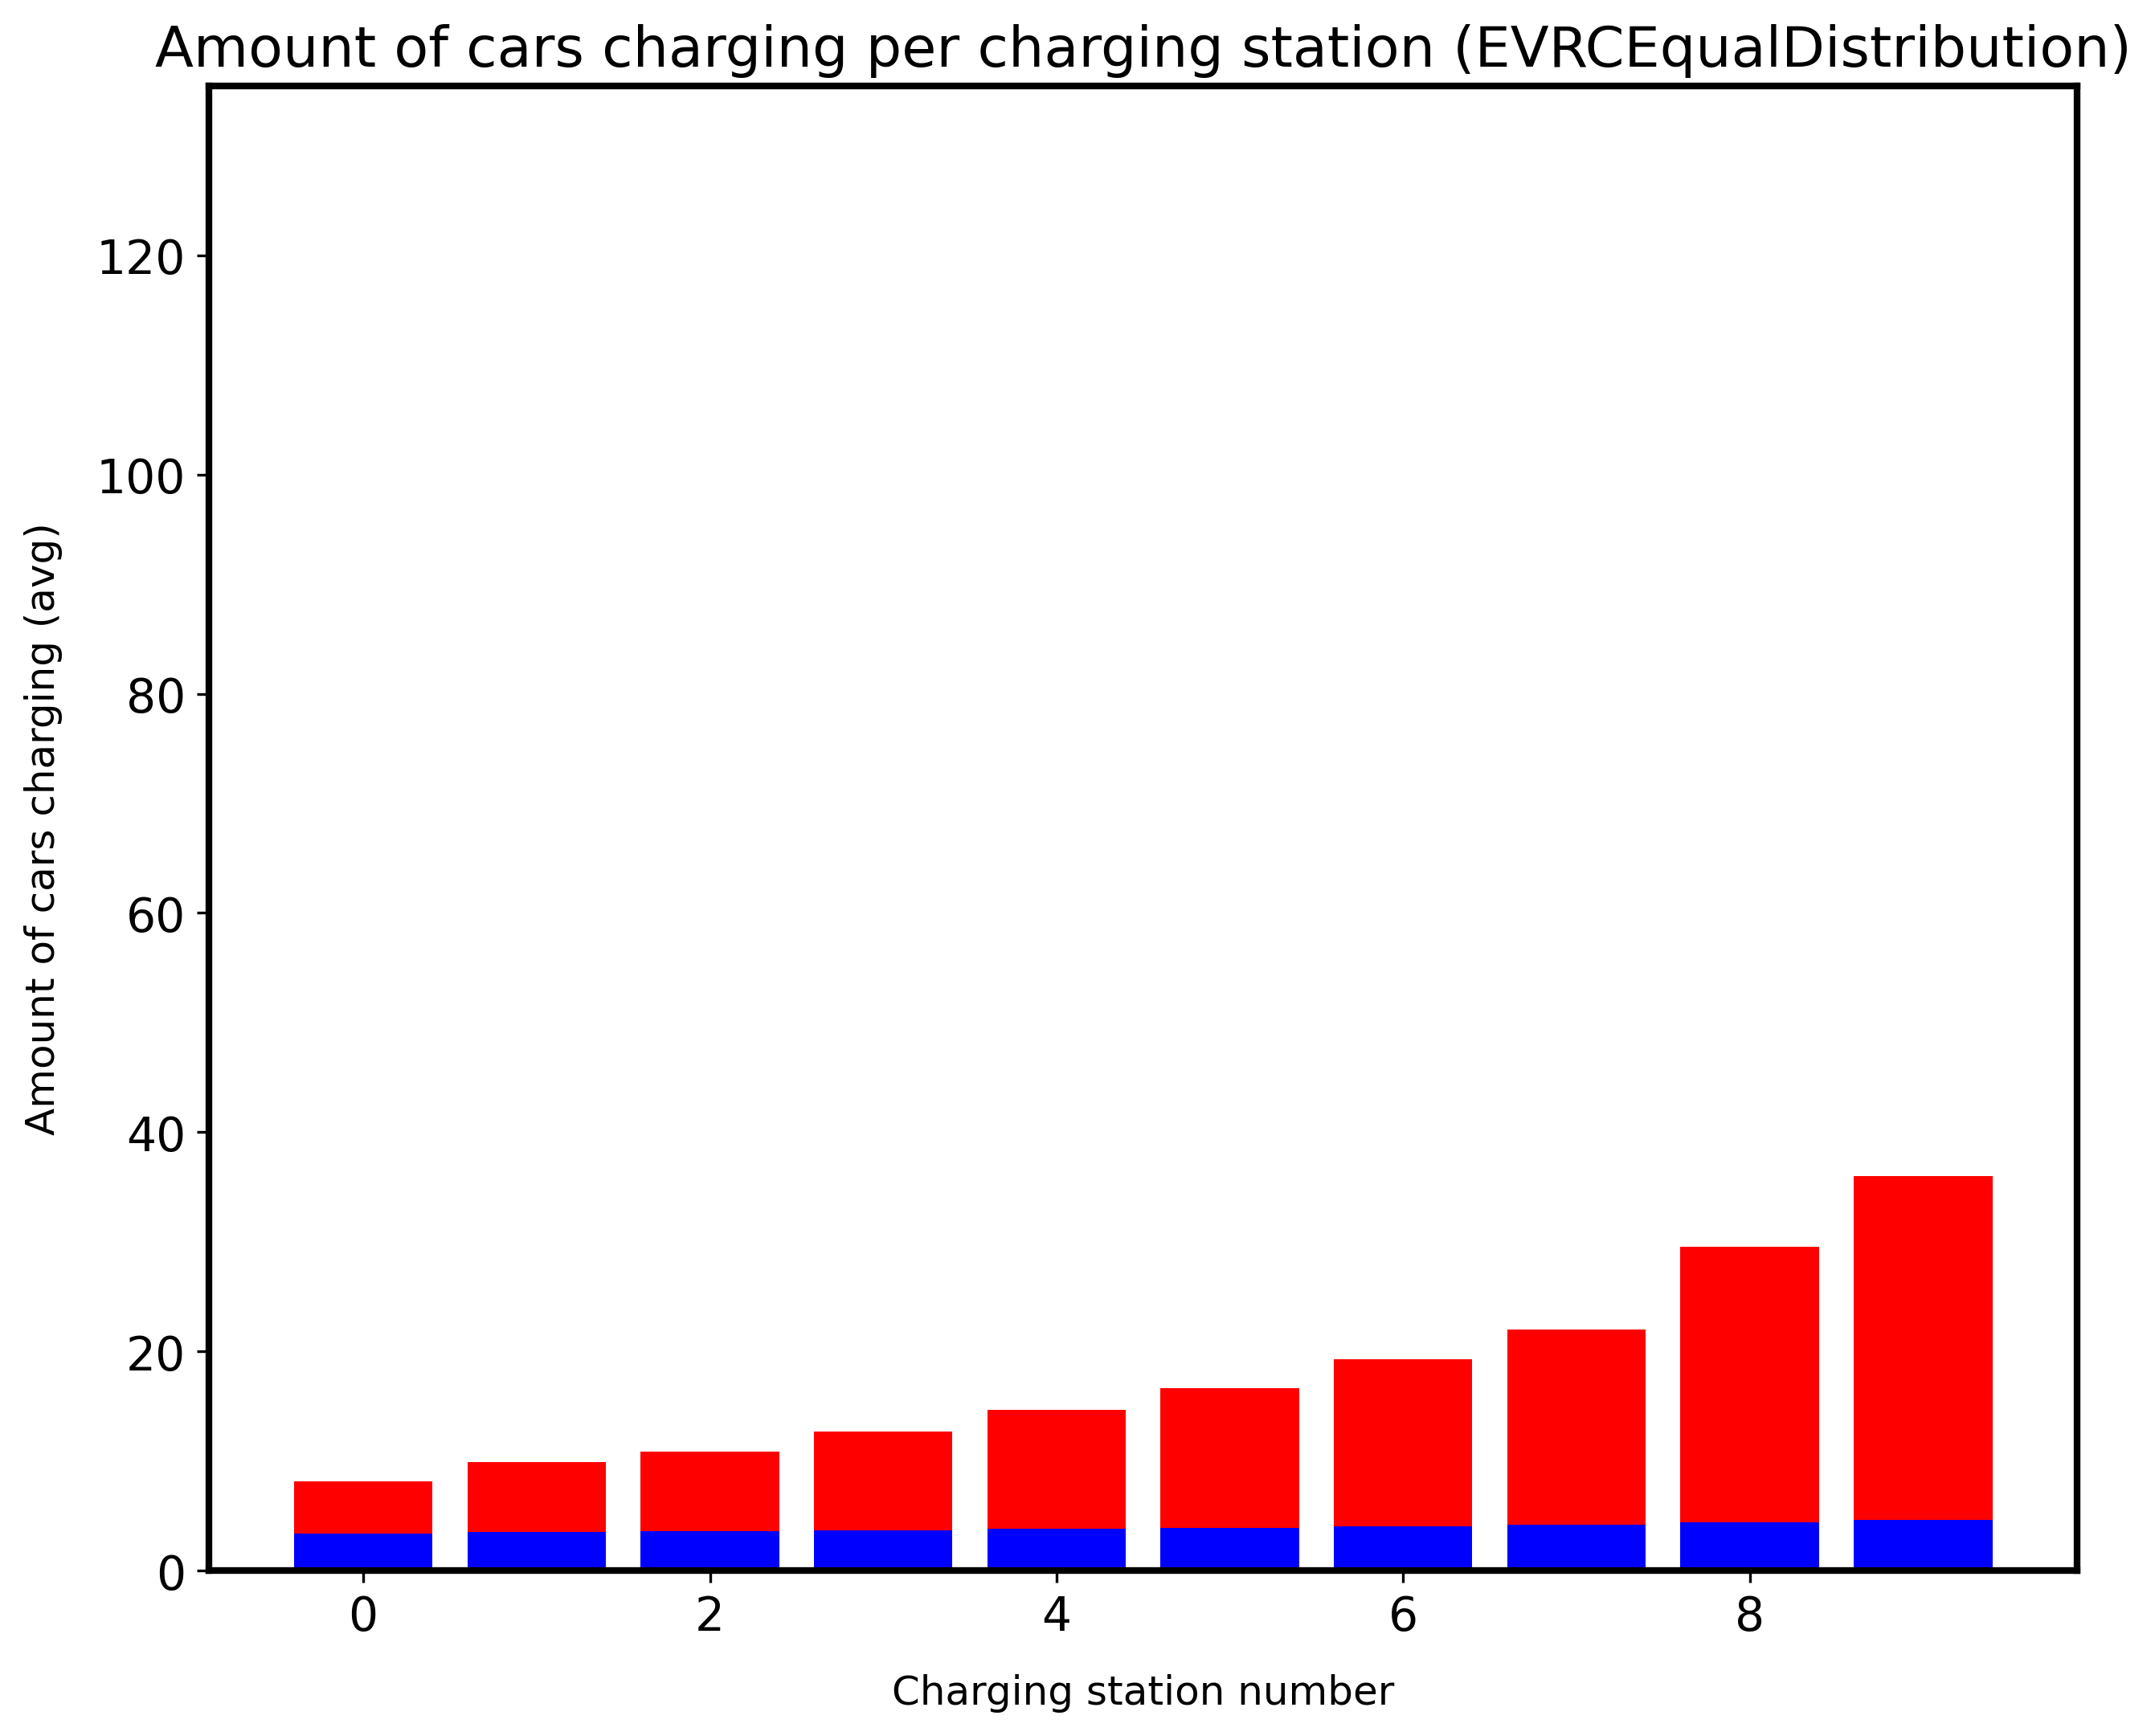 Amount of cars charging per charging station (EVRCEqualDistribution)
120
100
80
60
40
20
0
Amount of cars charging (avg)
0 2 4 6 8
Charging station number